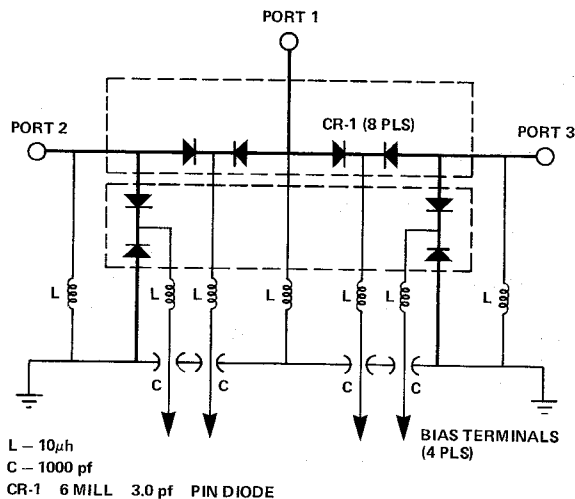 PORT 1
PORT 2
CR-1 (8 PLS)
PORT 3
L
L
L
L
L
L
L
C
C
C
C
BIAS TERMINALS
(4 PLS)
L – 10μh
C – 1000 pf
CR-1 6 MILL 3.0 pf PIN DIODE